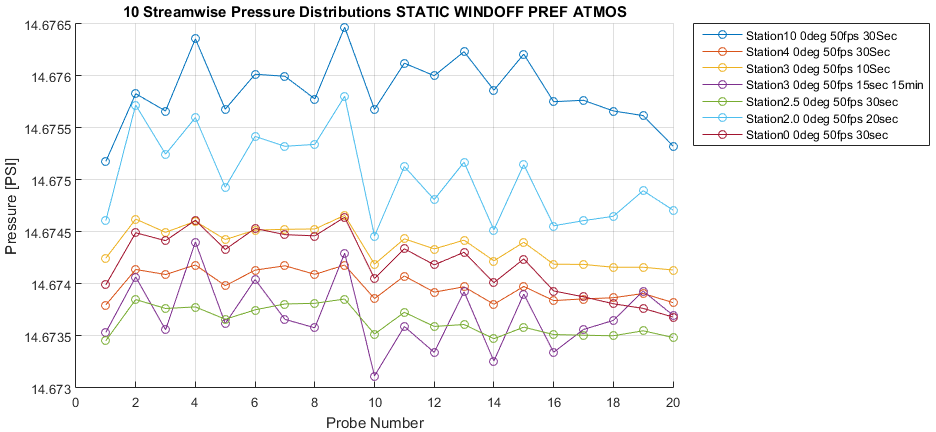 10 Streamwise Pressure Distributions STATIC WINDOFF PREF ATMOS
14.6765
14.676
14.6755
14.675
14.6745
14.674
14.6735
14.673
Pressure [PSI]
0 2 4 6 8 10 12 14 16 18 20
Probe Number
Station10 0deg 50fps 30Sec
Station4 0deg 50fps 30Sec
Station3 0deg 50fps 10Sec
Station3 0deg 50fps 15sec 15min
Station2.5 0deg 50fps 30sec
Station2.0 0deg 50fps 20sec
Station0 0deg 50fps 30sec